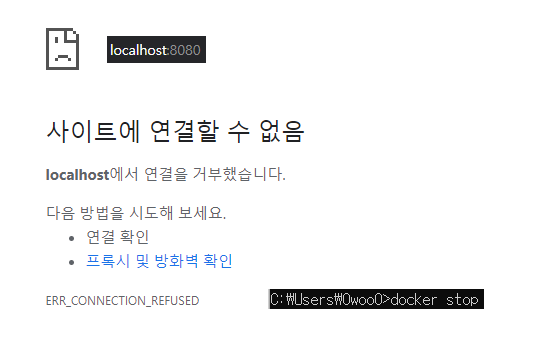 localhost:8080
사이트에 연결할 수 없음
localhost에서 연결을 거부했습니다.
다음 방법을 시도해 보세요.
• 연결 확인
• 프록시 및 방화벽 확인
ERR_CONNECTION_REFUSED
C:₩Users₩0woo0>docker stop